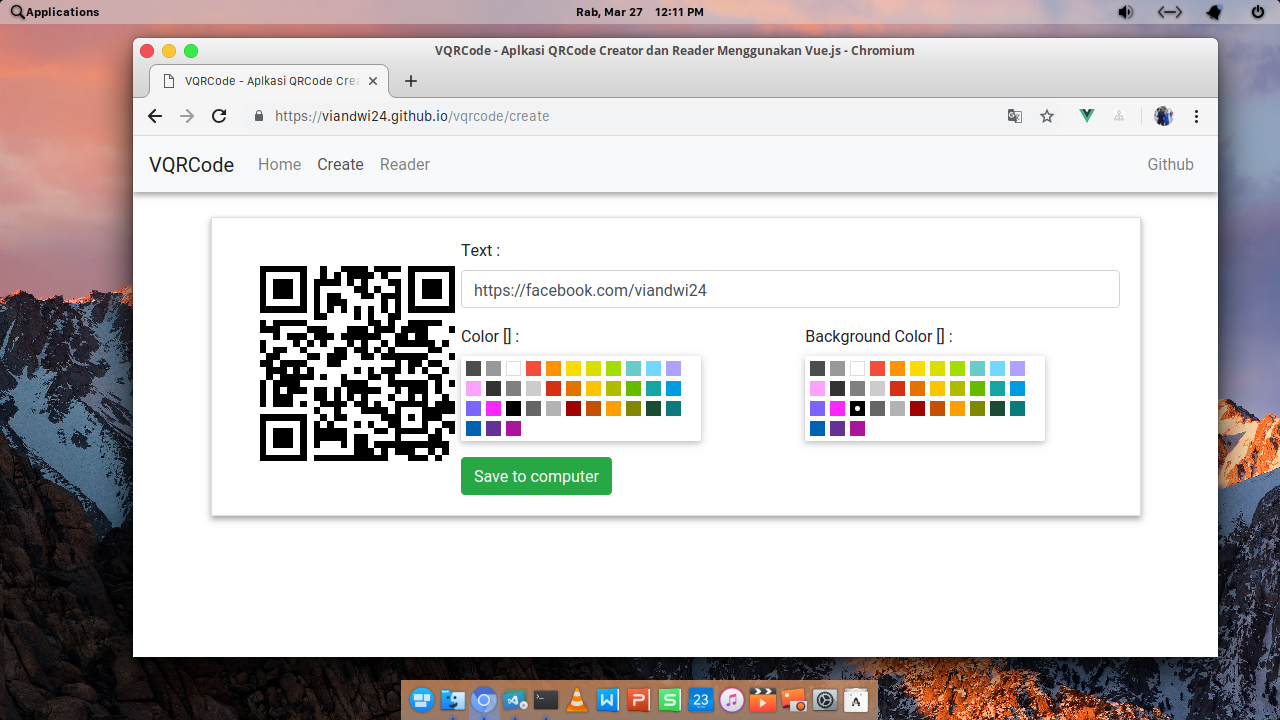 Applications
Rab, Mar 27 12:11 PM
VQRCode - Aplkasi QRCode Creator dan Reader Menggunakan Vue.js - Chromium
VQRCode - Aplkasi QRCode Crea
https://viandwi24.github.io/vqrcode/create
VQRCode Home Create Reader Github
Text :
https://facebook.com/viandwi24
Color [] : Background Color [] :
Save to computer
W P S 23 A